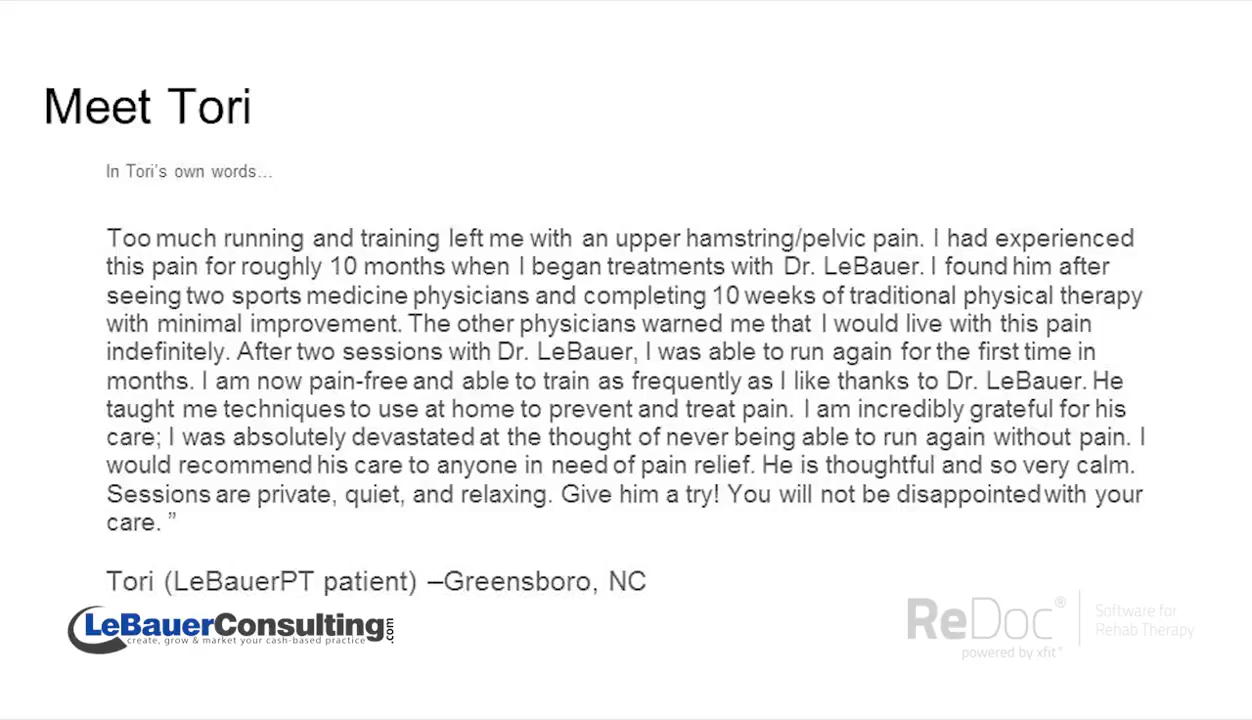 Meet Tori
In Tori's own words...
Too much running and training left me with an upper hamstring/pelvic pain. I had experienced
this pain for roughly 10 months when I began treatments with Dr. LeBauer. I found him after
seeing two sports medicine physicians and completing 10 weeks of traditional physical therapy
with minimal improvement. The other physicians warned me that I would live with this pain
indefinitely. After two sessions with Dr. LeBauer, I was able to run again for the first time in
months. I am now pain-free and able to train as frequently as I like thanks to Dr. LeBauer. He
taught me techniques to use at home to prevent and treat pain. I am incredibly grateful for his
care; I was absolutely devastated at the thought of never being able to run again without pain. I
would recommend his care to anyone in need of pain relief. He is thoughtful and so very calm.
Sessions are private, quiet, and relaxing. Give him a try! You will not be disappointed with your
care. ”
Tori (LeBauerPT patient) –Greensboro, NC
LeBauerConsulting.com
create, grow & market your cash-based practice
ReDoc®
powered by xfit®
Software for
Rehab Therapy